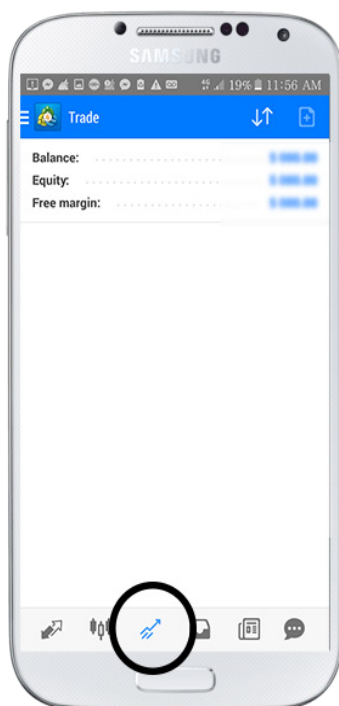 SAMSUNG
19% 11:56 AM
Trade
Balance:
Equity:
Free margin: